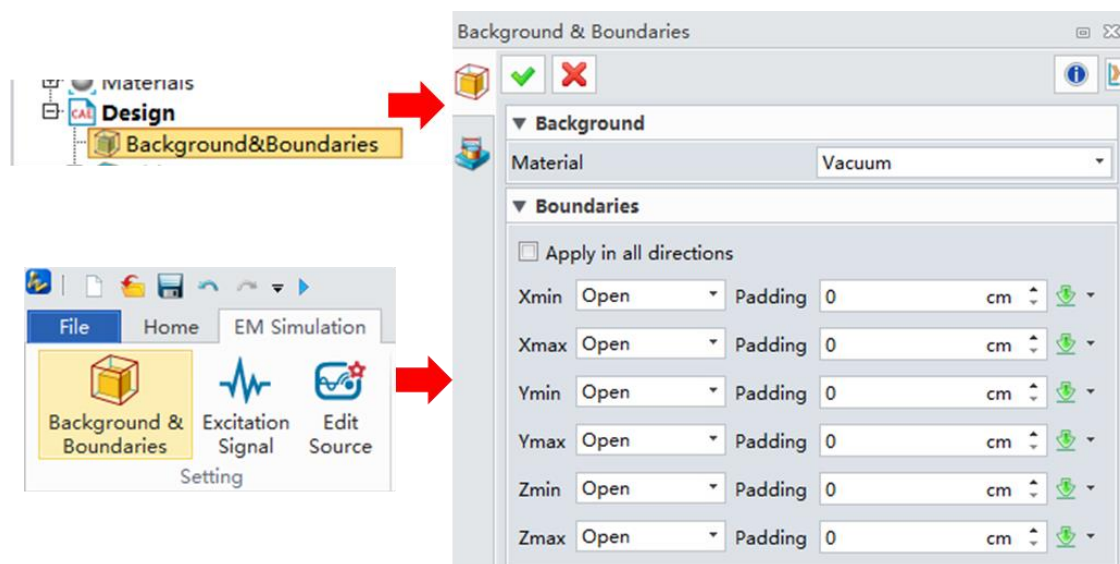 Materials
CAE Design
Background&Boundaries
File Home EM Simulation
Background & Boundaries
Excitation Signal
Edit Source
Setting
Background & Boundaries
Background
Material Vacuum
Boundaries
Apply in all directions
Xmin Open Padding 0 cm
Xmax Open Padding 0 cm
Ymin Open Padding 0 cm
Ymax Open Padding 0 cm
Zmin Open Padding 0 cm
Zmax Open Padding 0 cm